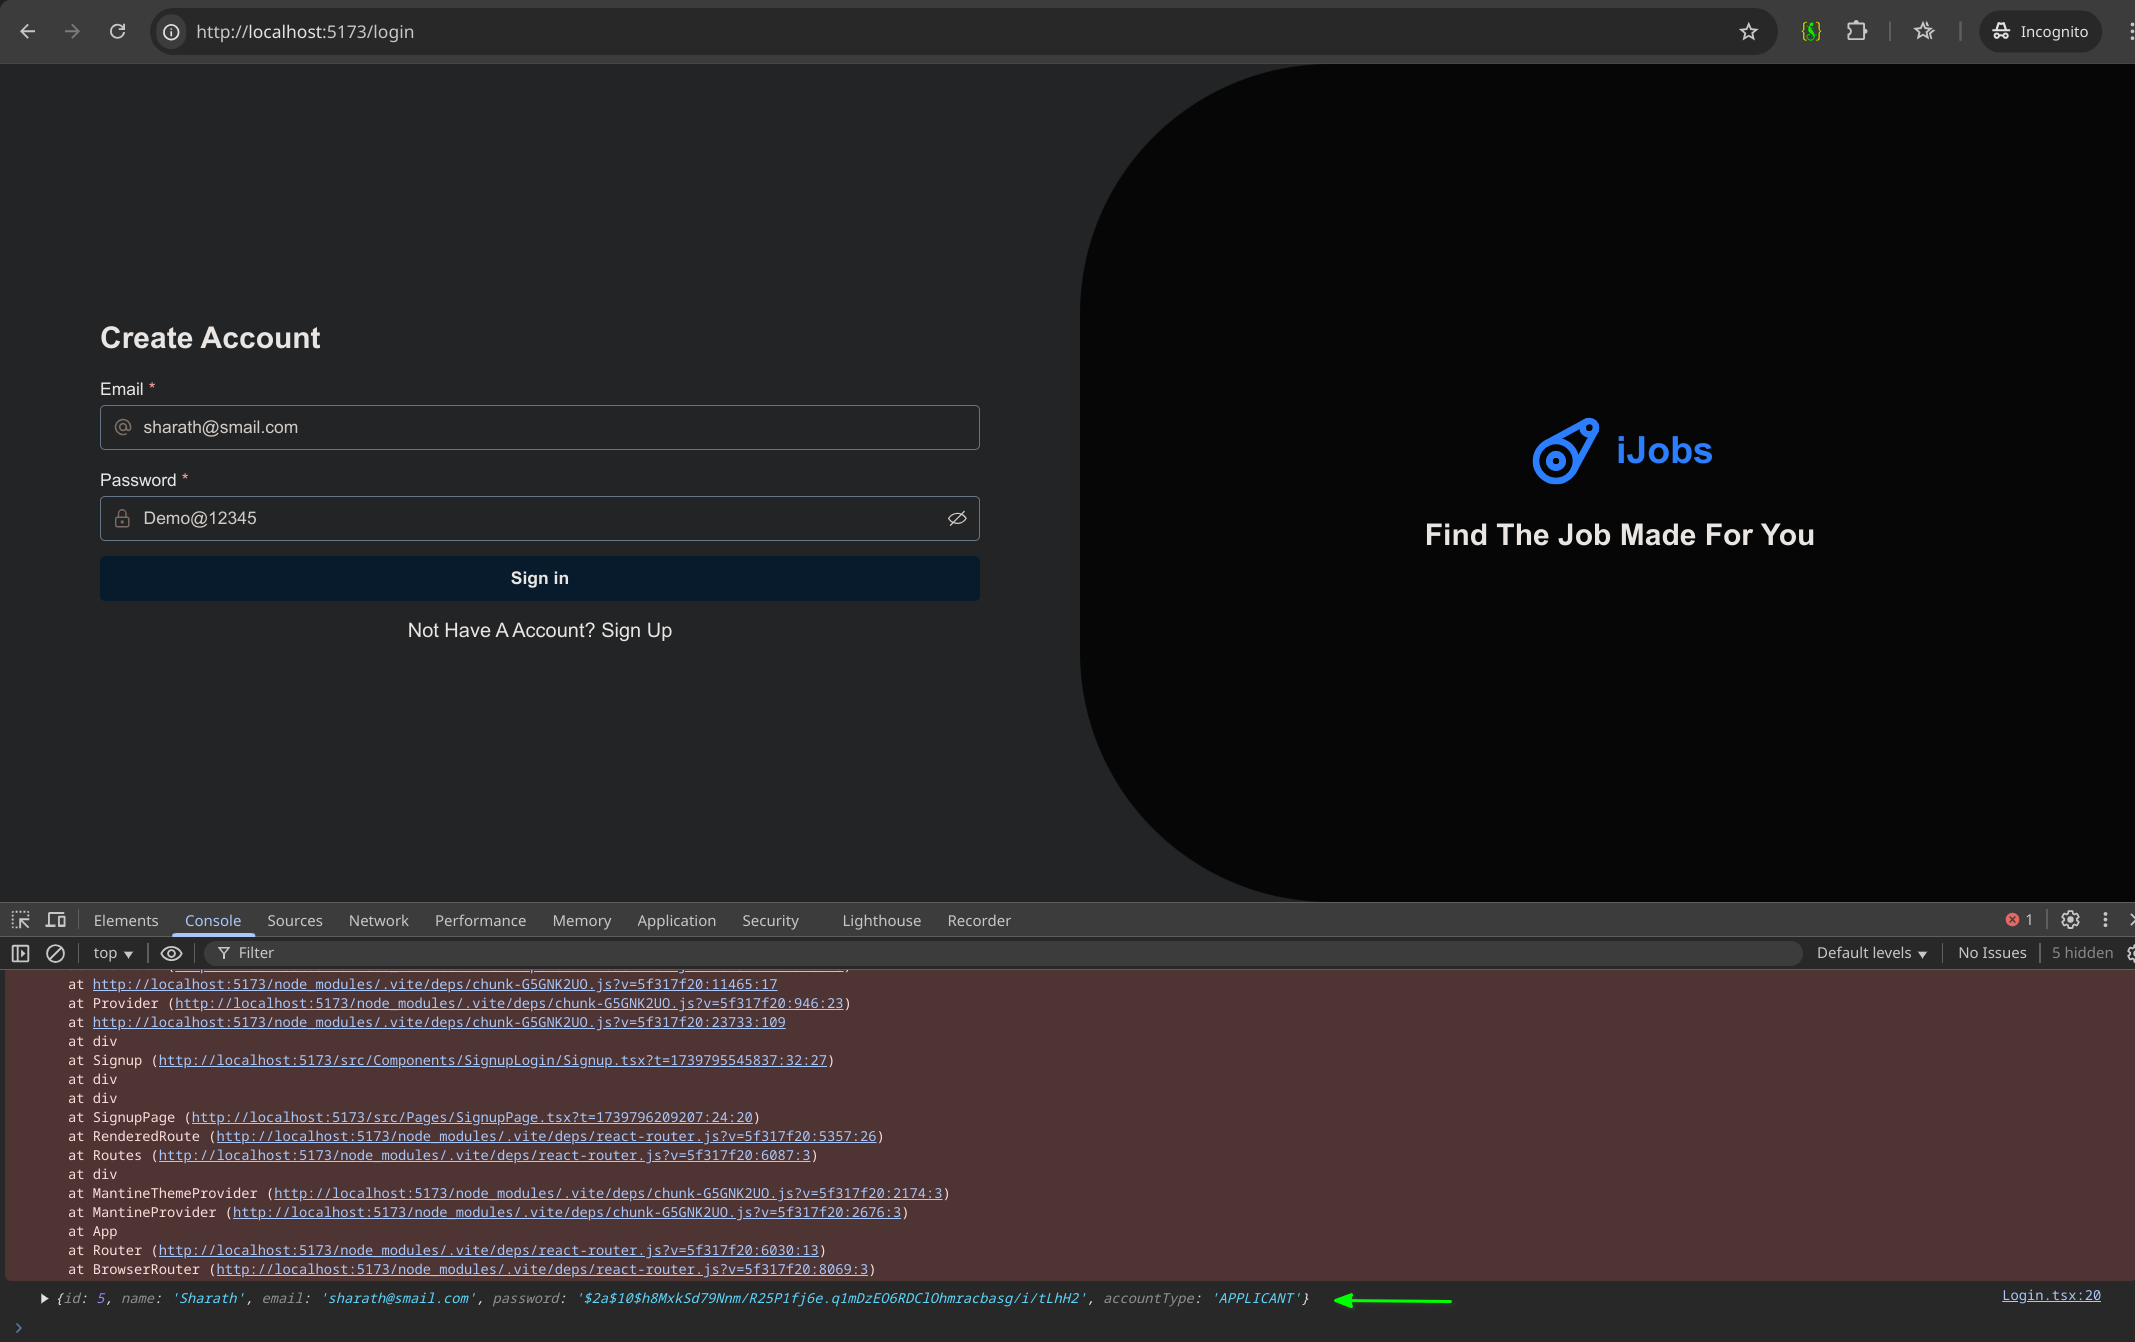 http://localhost:5173/login
Incognito
Create Account
Email *
sharath@smail.com
Password *
Demo@12345
Sign in
Not Have A Account? Sign Up
iJobs
Find The Job Made For You
Elements Console Sources Network Performance Memory Application Security Lighthouse Recorder 1
top Filter Default levels No Issues 5 hidden
at http://localhost:5173/node_modules/.vite/deps/chunk-G5GNK2UO.js?v=5f317f20:11465:17
at Provider (http://localhost:5173/node_modules/.vite/deps/chunk-G5GNK2UO.js?v=5f317f20:946:23)
at http://localhost:5173/node_modules/.vite/deps/chunk-G5GNK2UO.js?v=5f317f20:23733:109
at div
at Signup (http://localhost:5173/src/Components/SignupLogin/Signup.tsx?t=1739795545837:32:27)
at div
at div
at SignupPage (http://localhost:5173/src/Pages/SignupPage.tsx?t=1739796209207:24:20)
at RenderedRoute (http://localhost:5173/node_modules/.vite/deps/react-router.js?v=5f317f20:5357:26)
at Routes (http://localhost:5173/node_modules/.vite/deps/react-router.js?v=5f317f20:6087:3)
at div
at MantineThemeProvider (http://localhost:5173/node_modules/.vite/deps/chunk-G5GNK2UO.js?v=5f317f20:2174:3)
at MantineProvider (http://localhost:5173/node_modules/.vite/deps/chunk-G5GNK2UO.js?v=5f317f20:2676:3)
at App
at Router (http://localhost:5173/node_modules/.vite/deps/react-router.js?v=5f317f20:6030:13)
at BrowserRouter (http://localhost:5173/node_modules/.vite/deps/react-router.js?v=5f317f20:8069:3)
{id: 5, name: 'Sharath', email: 'sharath@smail.com', password: '$2a$10$h8MxkSd79Nnm/R25P1fj6e.q1mDzEO6RDClOhmracbasg/i/tLhH2', accountType: 'APPLICANT'} Login.tsx:20